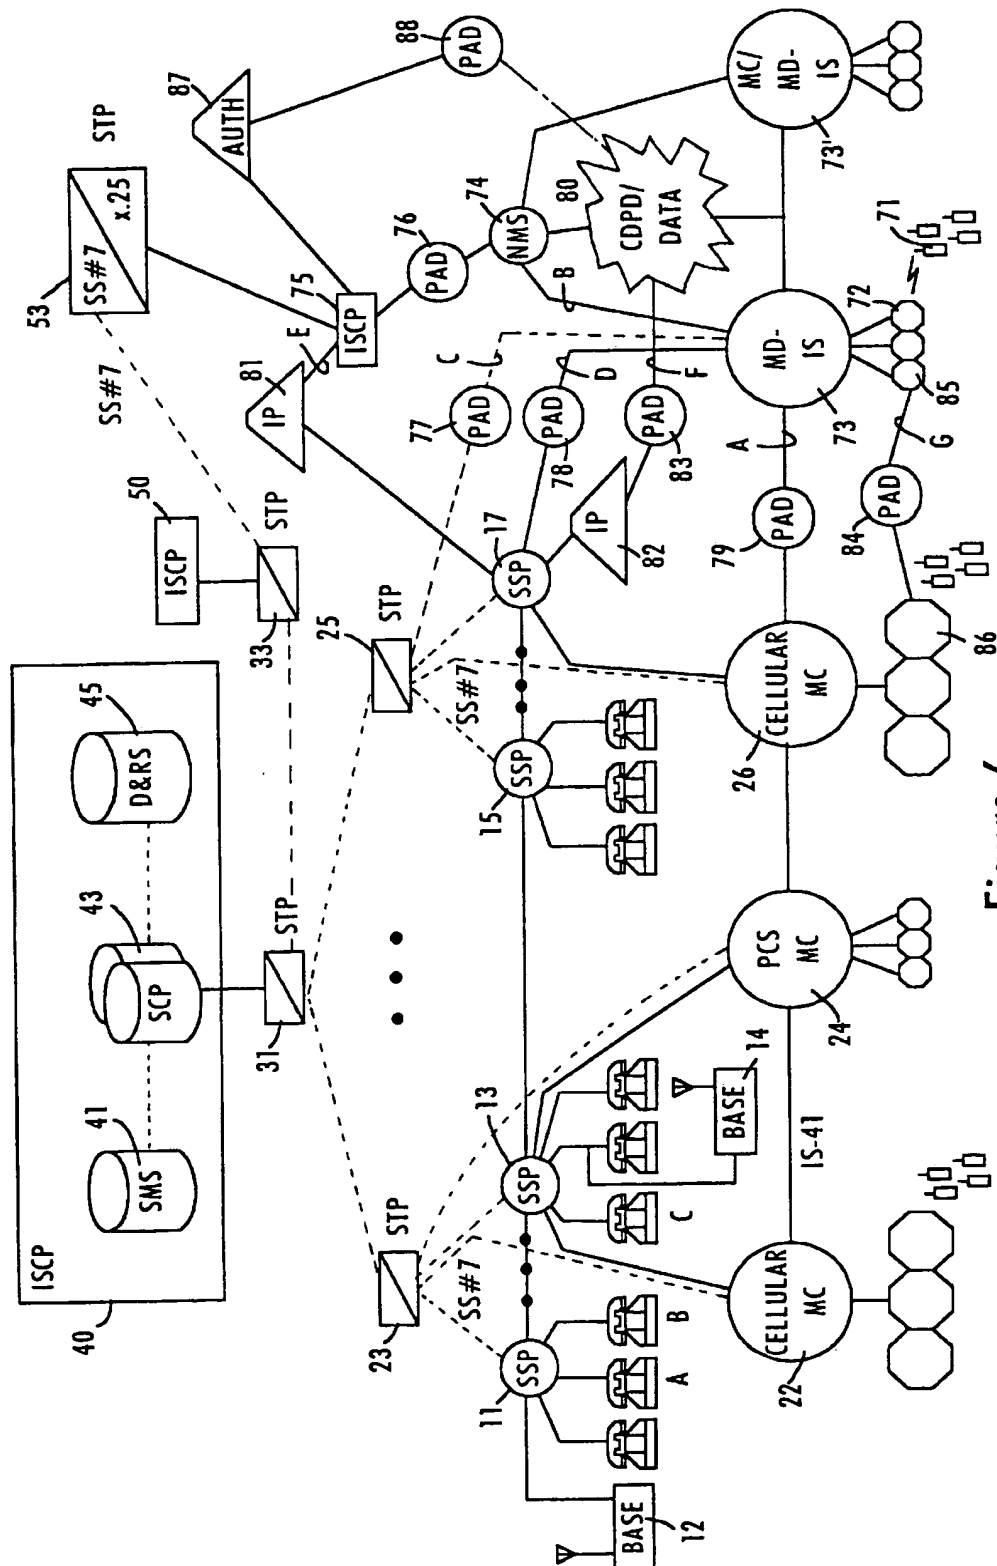 ISCP
40
SMS
41
SCP
43
D&RS
45
STP
31
ISCP
50
STP
33
SS#7
53
SS#7
x.25
STP
AUTH
87
PAD
88
IP
81
E
ISCP
75
PAD
76
NMS
74
CDPD/
DATA
80
B
STP
23
SS#7
STP
25
SS#7
C
PAD
77
D
PAD
78
F
PAD
83
IP
82
BASE
12
SSP
11
A
B
SSP
13
C
BASE
14
SSP
15
SSP
17
CELLULAR
MC
22
IS-41
PCS
MC
24
CELLULAR
MC
26
PAD
79
A
MD-
IS
73
MC/
MD-
IS
73'
72
71
85
G
PAD
84
86